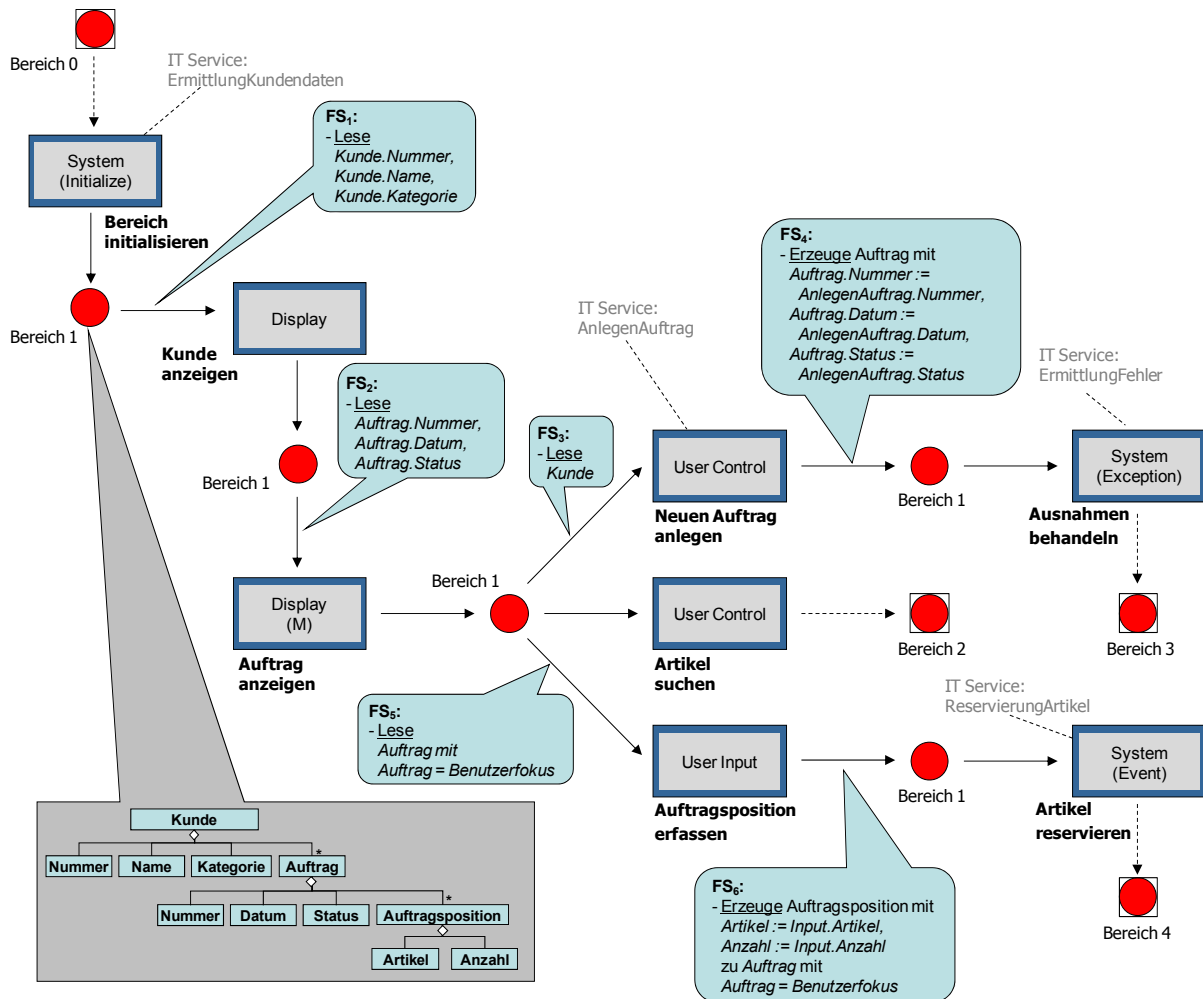 Bereich 0
IT Service:
ErmittlungKundendaten
System
(Initialize)
Bereich
initialisieren
FS1:
- Lese
Kunde.Nummer,
Kunde.Name,
Kunde.Kategorie
Bereich 1
Display
Kunde
anzeigen
FS2:
- Lese
Auftrag.Nummer,
Auftrag.Datum,
Auftrag.Status
Bereich 1
Display
(M)
Auftrag
anzeigen
Bereich 1
FS3:
- Lese
Kunde
IT Service:
AnlegenAuftrag
User Control
Neuen Auftrag
anlegen
FS4:
- Erzeuge Auftrag mit
Auftrag.Nummer :=
AnlegenAuftrag.Nummer,
Auftrag.Datum :=
AnlegenAuftrag.Datum,
Auftrag.Status :=
AnlegenAuftrag.Status
Bereich 1
IT Service:
ErmittlungFehler
System
(Exception)
Ausnahmen
behandeln
Bereich 3
User Control
Artikel
suchen
Bereich 2
FS5:
- Lese
Auftrag mit
Auftrag = Benutzerfokus
User Input
Auftragsposition
erfassen
Bereich 1
IT Service:
ReservierungArtikel
System
(Event)
Artikel
reservieren
Bereich 4
FS6:
- Erzeuge Auftragsposition mit
Artikel := Input.Artikel,
Anzahl := Input.Anzahl
zu Auftrag mit
Auftrag = Benutzerfokus
Kunde
*
Nummer Name Kategorie Auftrag
*
Nummer Datum Status Auftragsposition
Artikel Anzahl